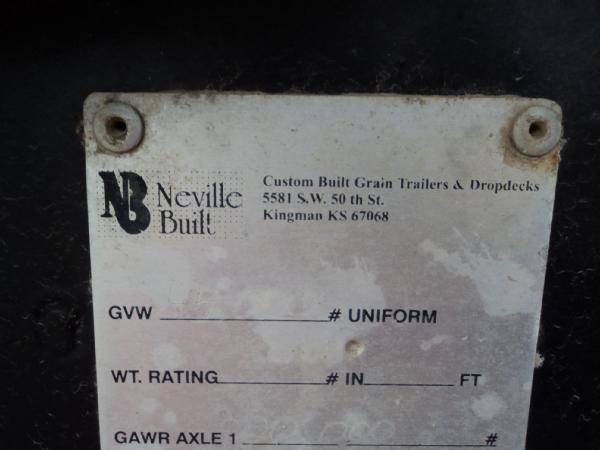 NB Neville Built
Custom Built Grain Trailers & Dropdecks
5581 S.W. 50 th St.
Kingman KS 67068
GVW # UNIFORM
WT. RATING # IN FT
GAWR AXLE 1 #